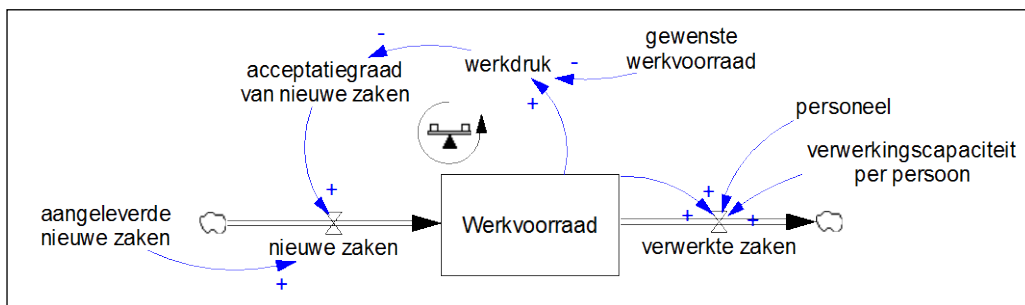 -
gewenste
werkvoorraad
-
werkdruk
acceptatiegraad
van nieuwe zaken
+
personeel
verwerkingscapaciteit
per persoon
+
+
+
+
aangeleverde
nieuwe zaken
nieuwe zaken
+
Werkvoorraad
verwerkte zaken